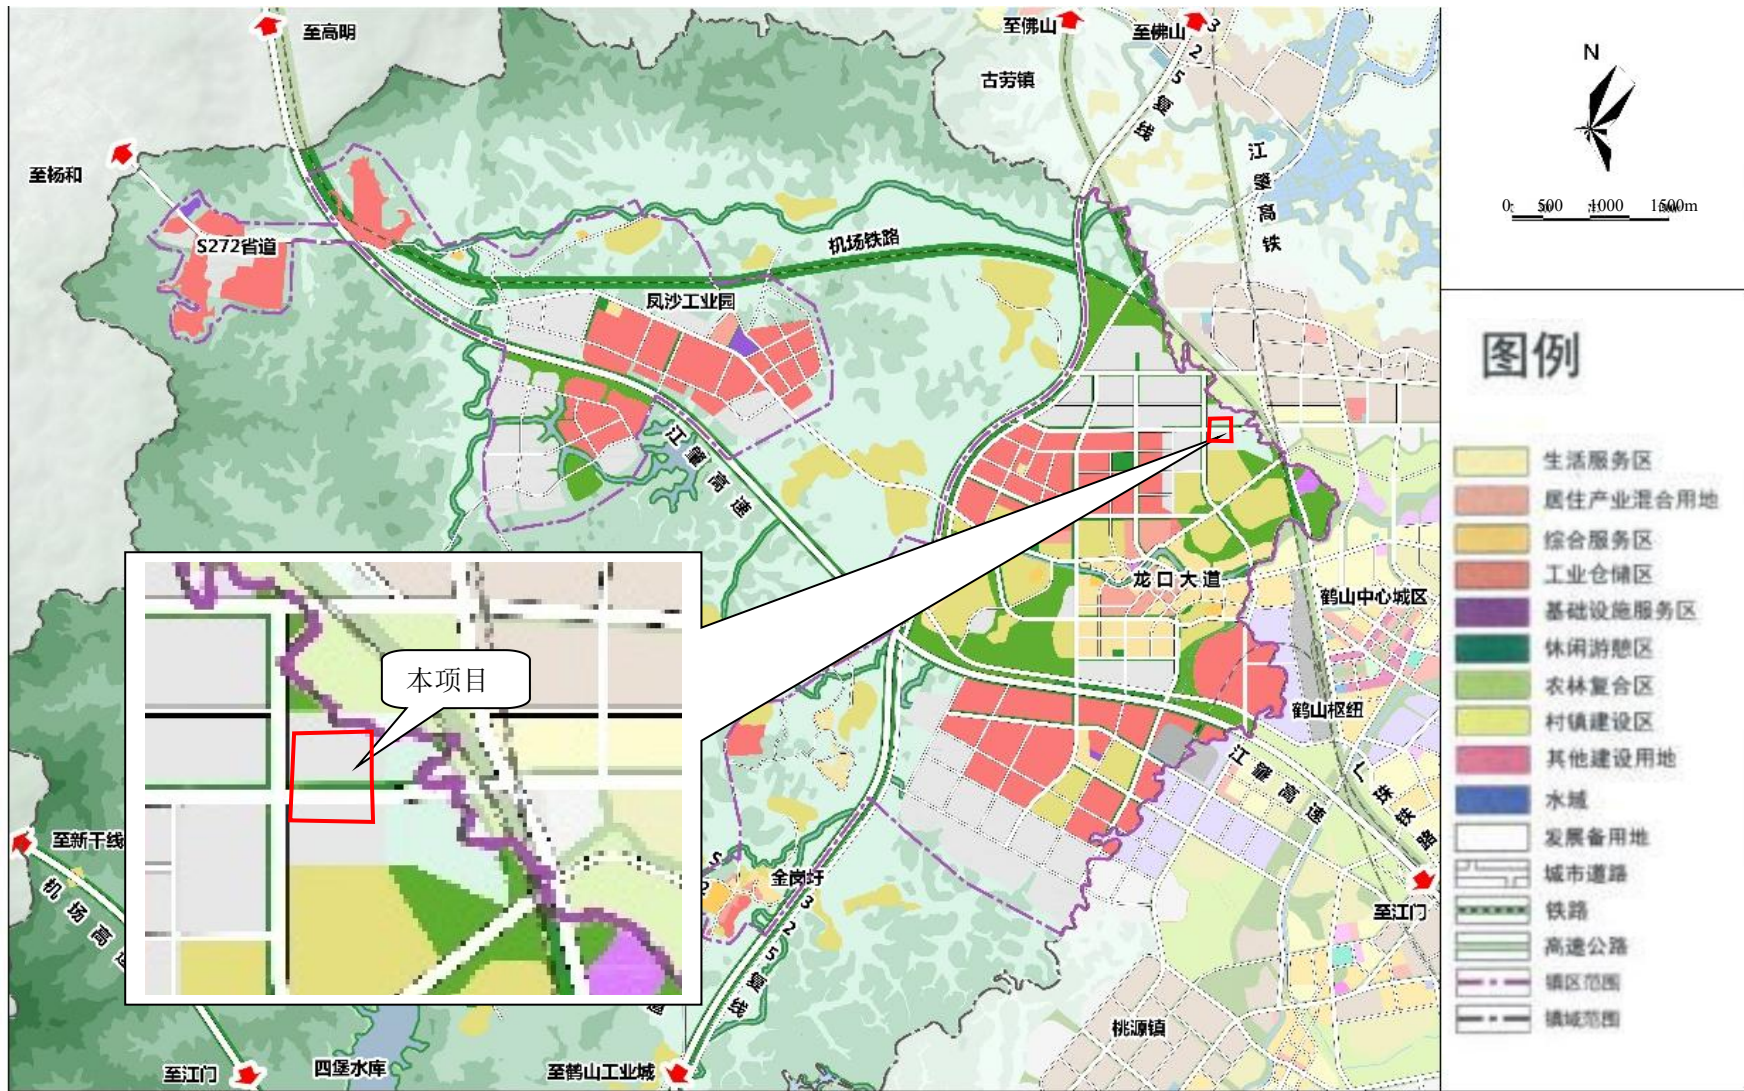 至高明
至佛山
至佛山
325复线
古劳镇
江肇高铁
至杨和
S272省道
机场铁路
凤沙工业园
江肇高速
龙口大道
鹤山中心城区
鹤山枢纽
江肇高速
广珠铁路
至江门
本项目
至新干线
机场高速
金岗圩
S
325复线
桃源镇
至江门
四堡水库
至鹤山工业城
N
0 500 1000 1500m
图例
生活服务区
居住产业混合用地
综合服务区
工业仓储区
基础设施服务区
休闲游憩区
农林复合区
村镇建设区
其他建设用地
水域
发展备用地
城市道路
铁路
高速公路
镇区范围
镇域范围